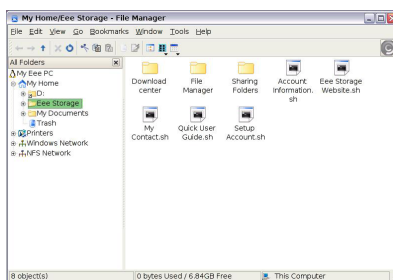 My Home/Eee Storage - File Manager
File Edit View Go Bookmarks Window Tools Help
All Folders
My Eee PC
My Home
D:
Eee Storage
My Documents
Trash
Printers
Windows Network
NFS Network
Download center
File Manager
Sharing Folders
Account Information.sh
Eee Storage Website.sh
My Contact.sh
Quick User Guide.sh
Setup Account.sh
8 object(s)
0 bytes Used / 6.84GB Free
This Computer